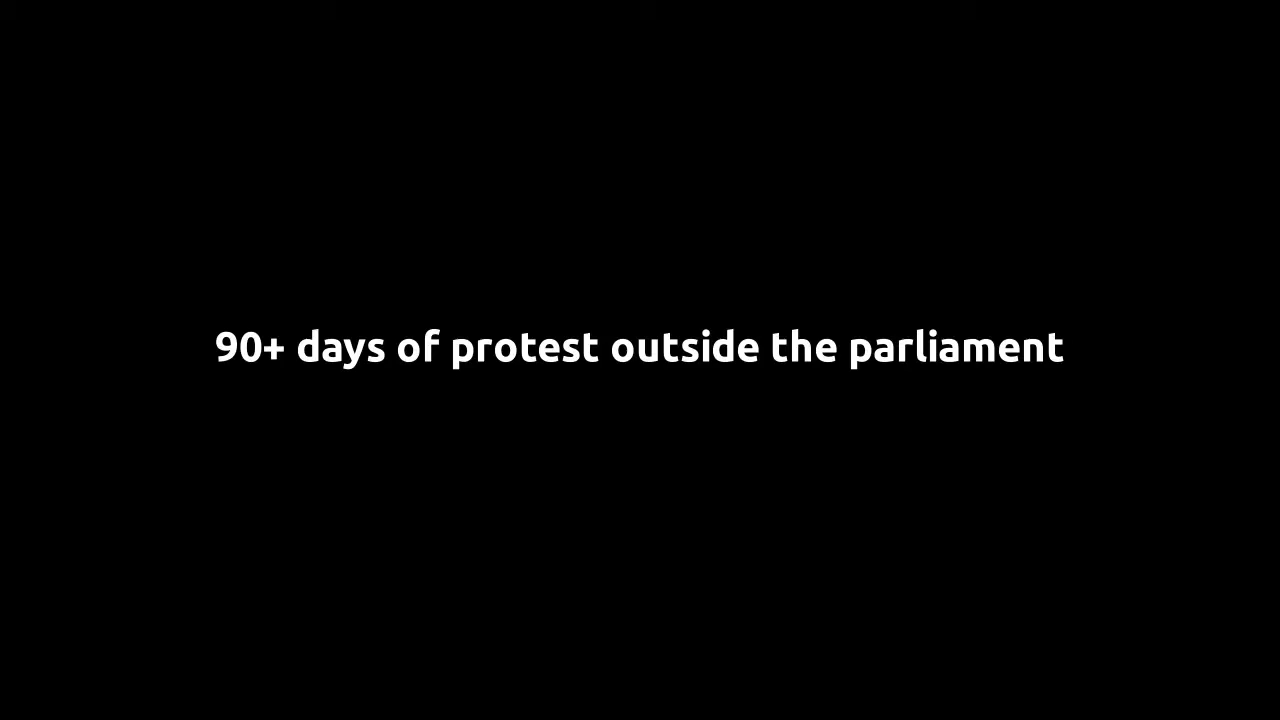 90+ days of protest outside the parliament